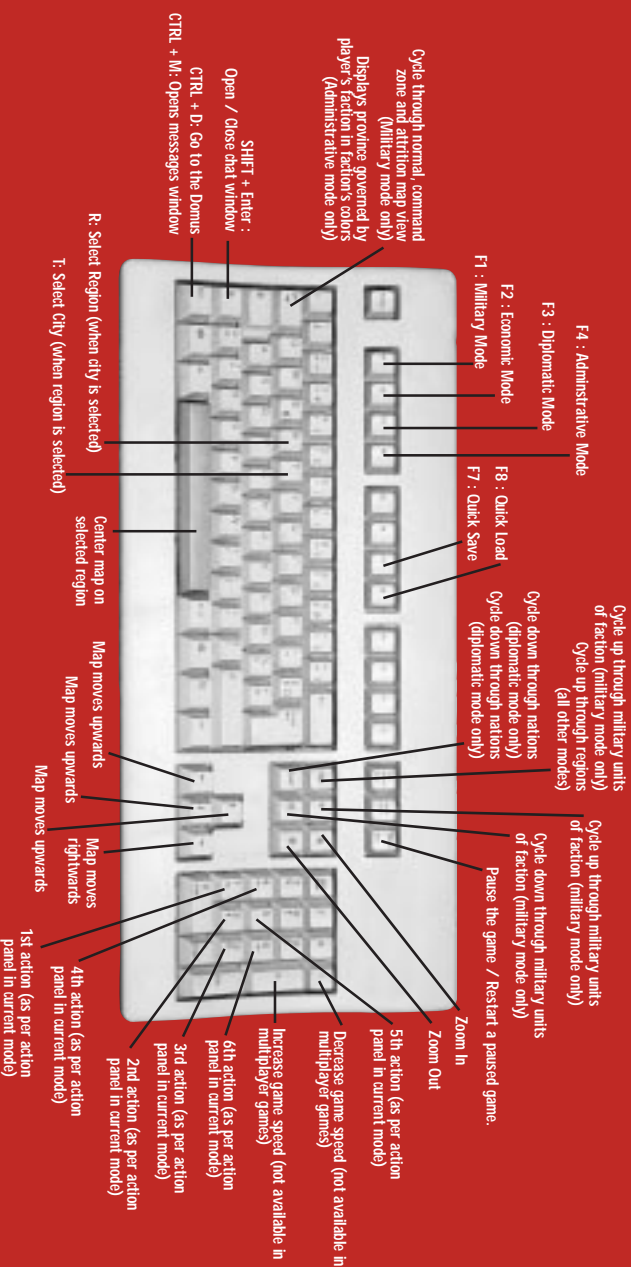 F4 : Adminstrative Mode
F3 : Diplomatic Mode
F2 : Economic Mode
F1 : Military Mode
F8 : Quick Load
F7 : Quick Save
Cycle up through military units
of faction (military mode only)
Cycle up through regions
(all other modes)
Cycle down through nations
(diplomatic mode only)
Cycle down through nations
(diplomatic mode only)
Cycle up through military units
of faction (military mode only)
Cycle down through military units
of faction (military mode only)
Pause the game / Restart a paused game.
Zoom In
Zoom Out
5th action (as per action
panel in current mode)
Decrease game speed (not available in
multiplayer games)
Increase game speed (not available in
multiplayer games)
6th action (as per action
panel in current mode)
3rd action (as per action
panel in current mode)
2nd action (as per action
panel in current mode)
4th action (as per action
panel in current mode)
1st action (as per action
panel in current mode)
Cycle through normal, command
zone and attrition map view
(Military mode only)
Displays province governed by
player's faction in faction's colors
(Administrative mode only)
SHIFT + Enter :
Open / Close chat window
CTRL + D: Go to the Domus
CTRL + M: Opens messages window
R: Select Region (when city is selected)
T: Select City (when region is selected)
Center map on
selected region
Map moves upwards
Map moves upwards
Map moves upwards
Map moves
rightwards